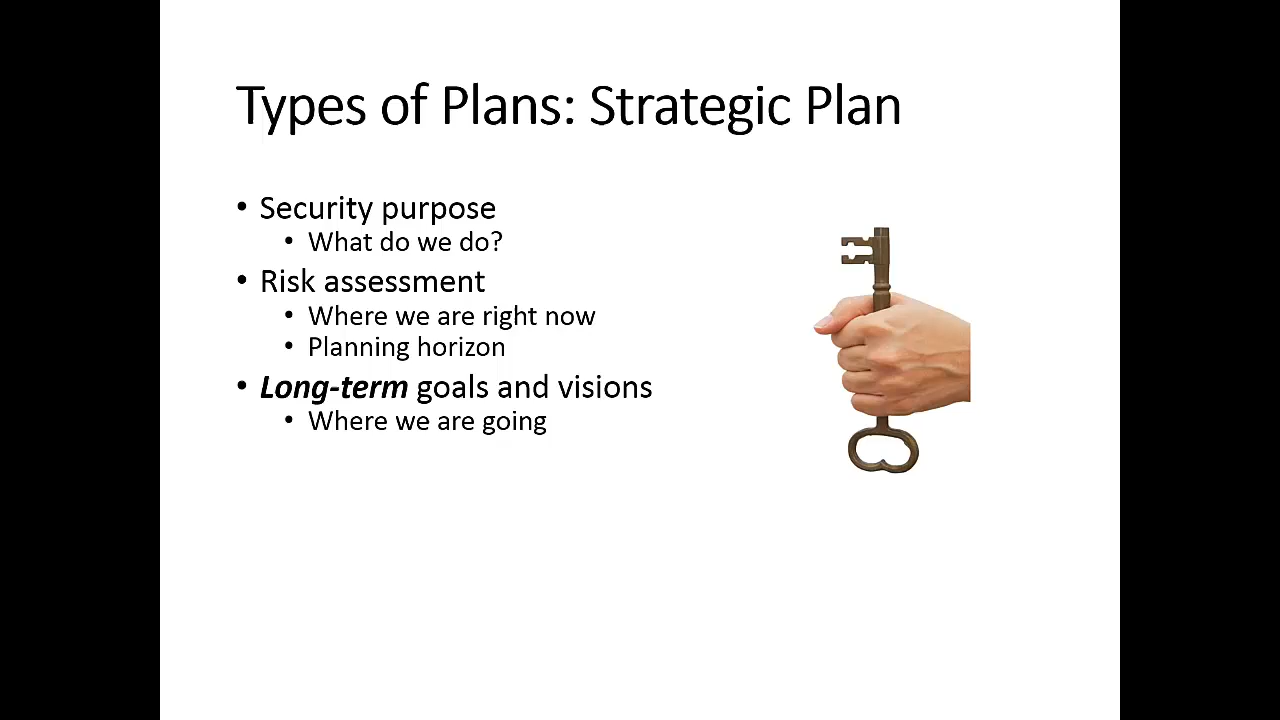 Types of Plans: Strategic Plan
• Security purpose
• What do we do?
• Risk assessment
• Where we are right now
• Planning horizon
• Long-term goals and visions
• Where we are going